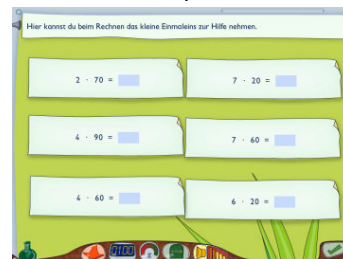 Hier kannst du beim Rechnen das kleine Einmaleins zur Hilfe nehmen.
2 · 70 =
7 · 20 =
4 · 90 =
7 · 60 =
4 · 60 =
6 · 20 =
0100